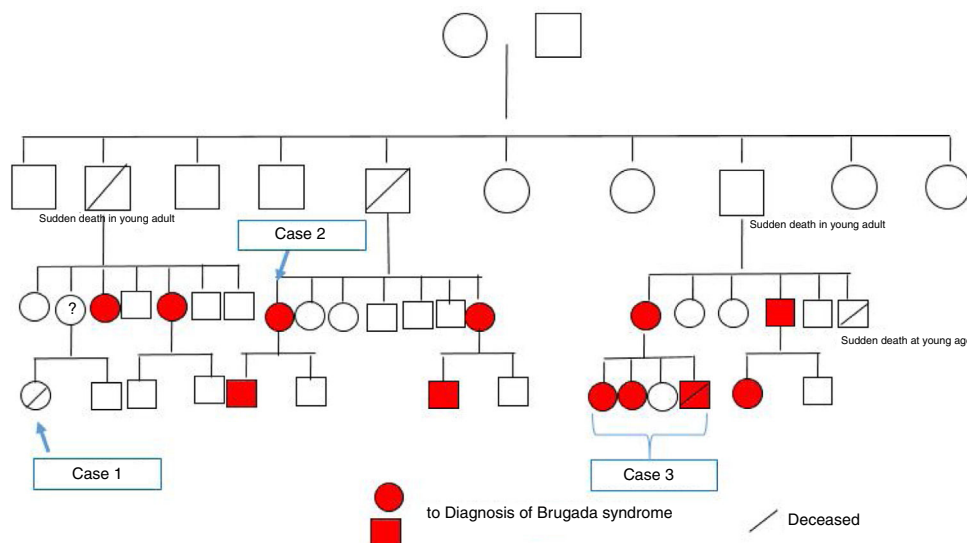 Sudden death in young adult
Sudden death in young adult
Case 2
?
Sudden death at young age
Case 1
Case 3
to Diagnosis of Brugada syndrome
Deceased